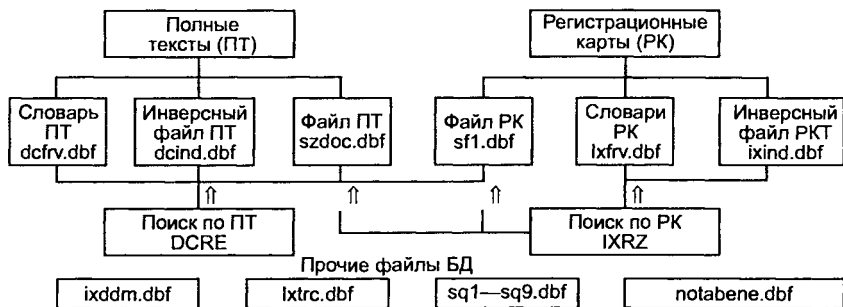 Полные
тексты (ПТ)
Регистрационные
карты (РК)
Словарь
ПТ
dcfrv.dbf
Инверсный
файл ПТ
dcind.dbf
Файл ПТ
szdoc.dbf
Файл РК
sf1.dbf
Словари
РК
lxfrv.dbf
Инверсный
файл РКТ
ixind.dbf
Поиск по ПТ
DCRE
Поиск по РК
IXRZ
Прочие файлы БД
ixddm.dbf
lxtrc.dbf
sq1—sq9.dbf
notabene.dbf